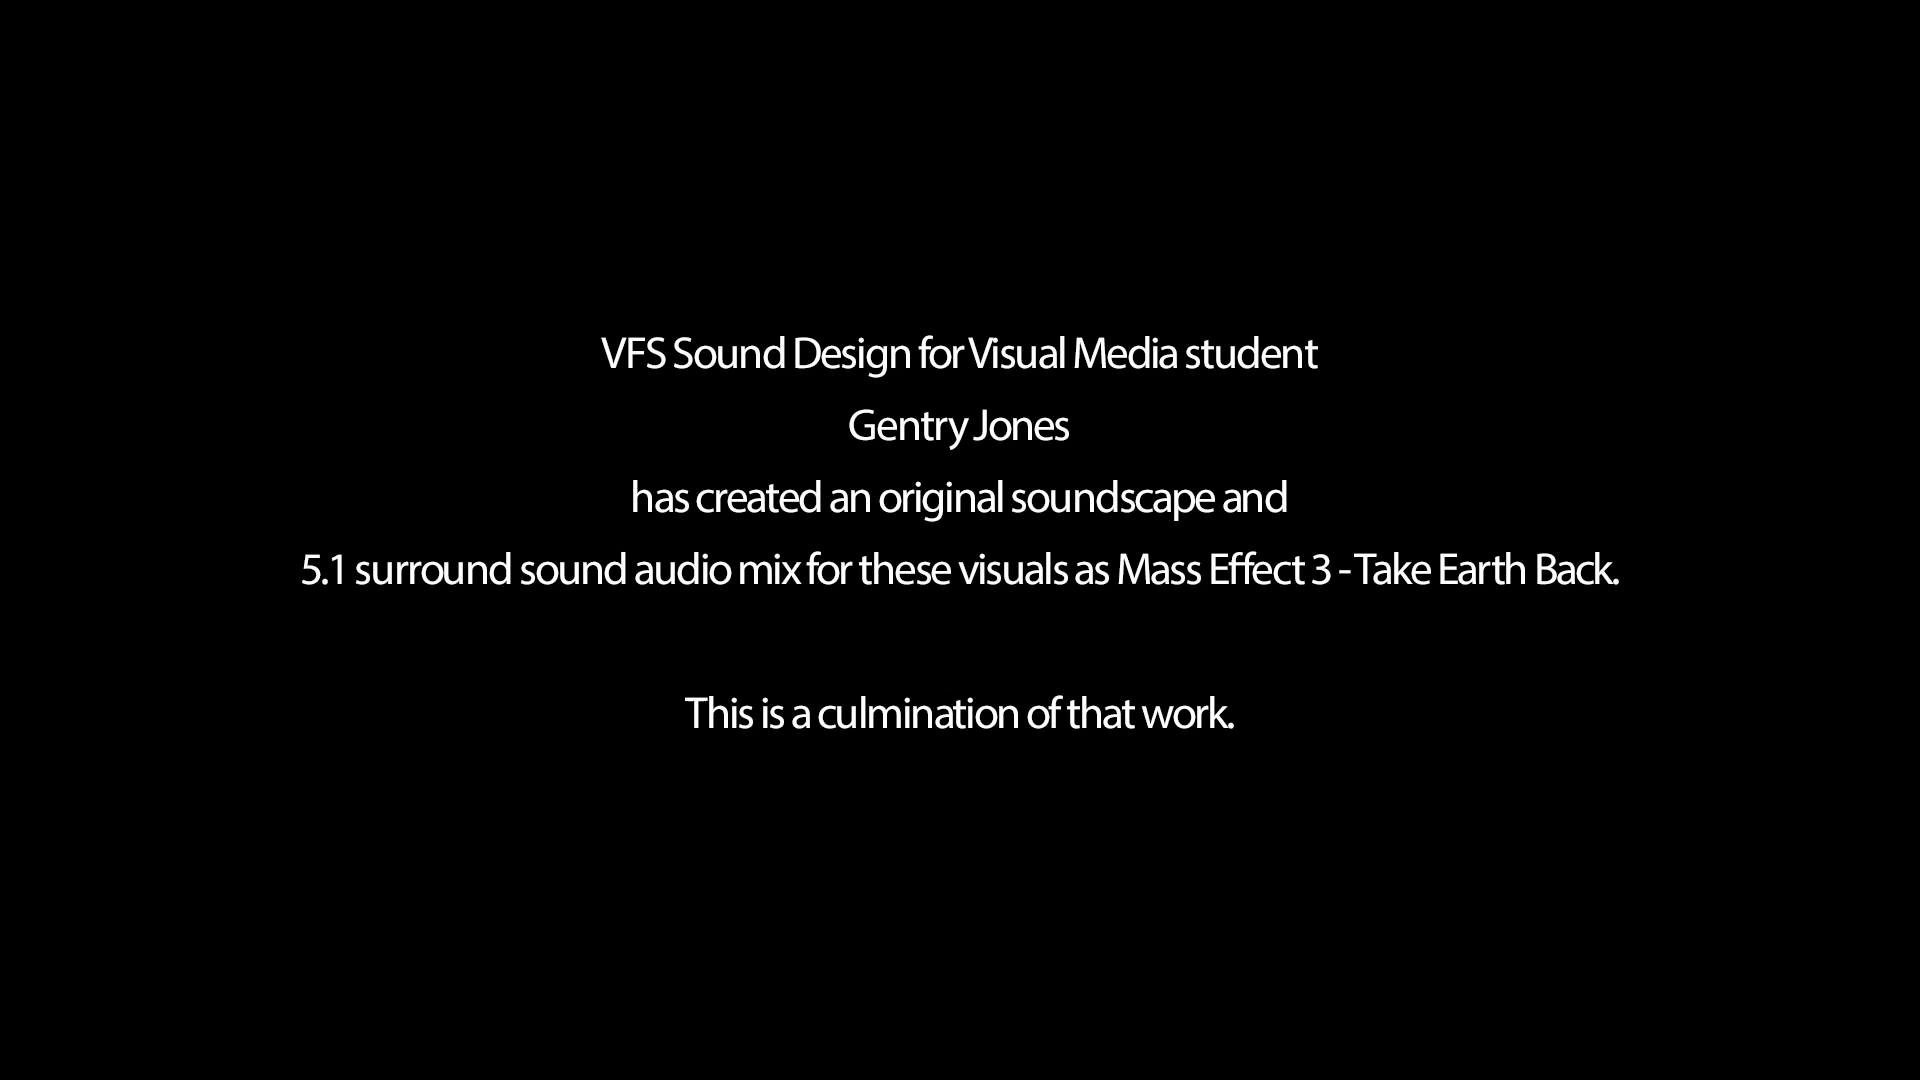 VFS Sound Design for Visual Media student
Gentry Jones
has created an original soundscape and
5.1 surround sound audio mix for these visuals as Mass Effect 3 - Take Earth Back.
This is a culmination of that work.